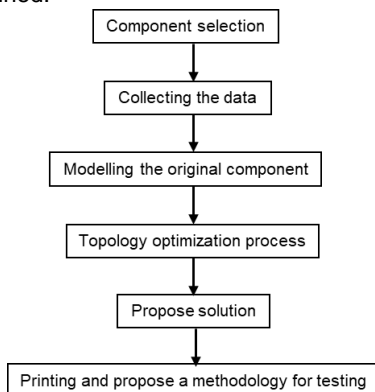 Component selection
Collecting the data
Modelling the original component
Topology optimization process
Propose solution
Printing and propose a methodology for testing